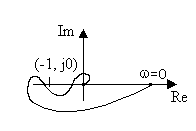 Im
(-1, j0)
ω=0
Re